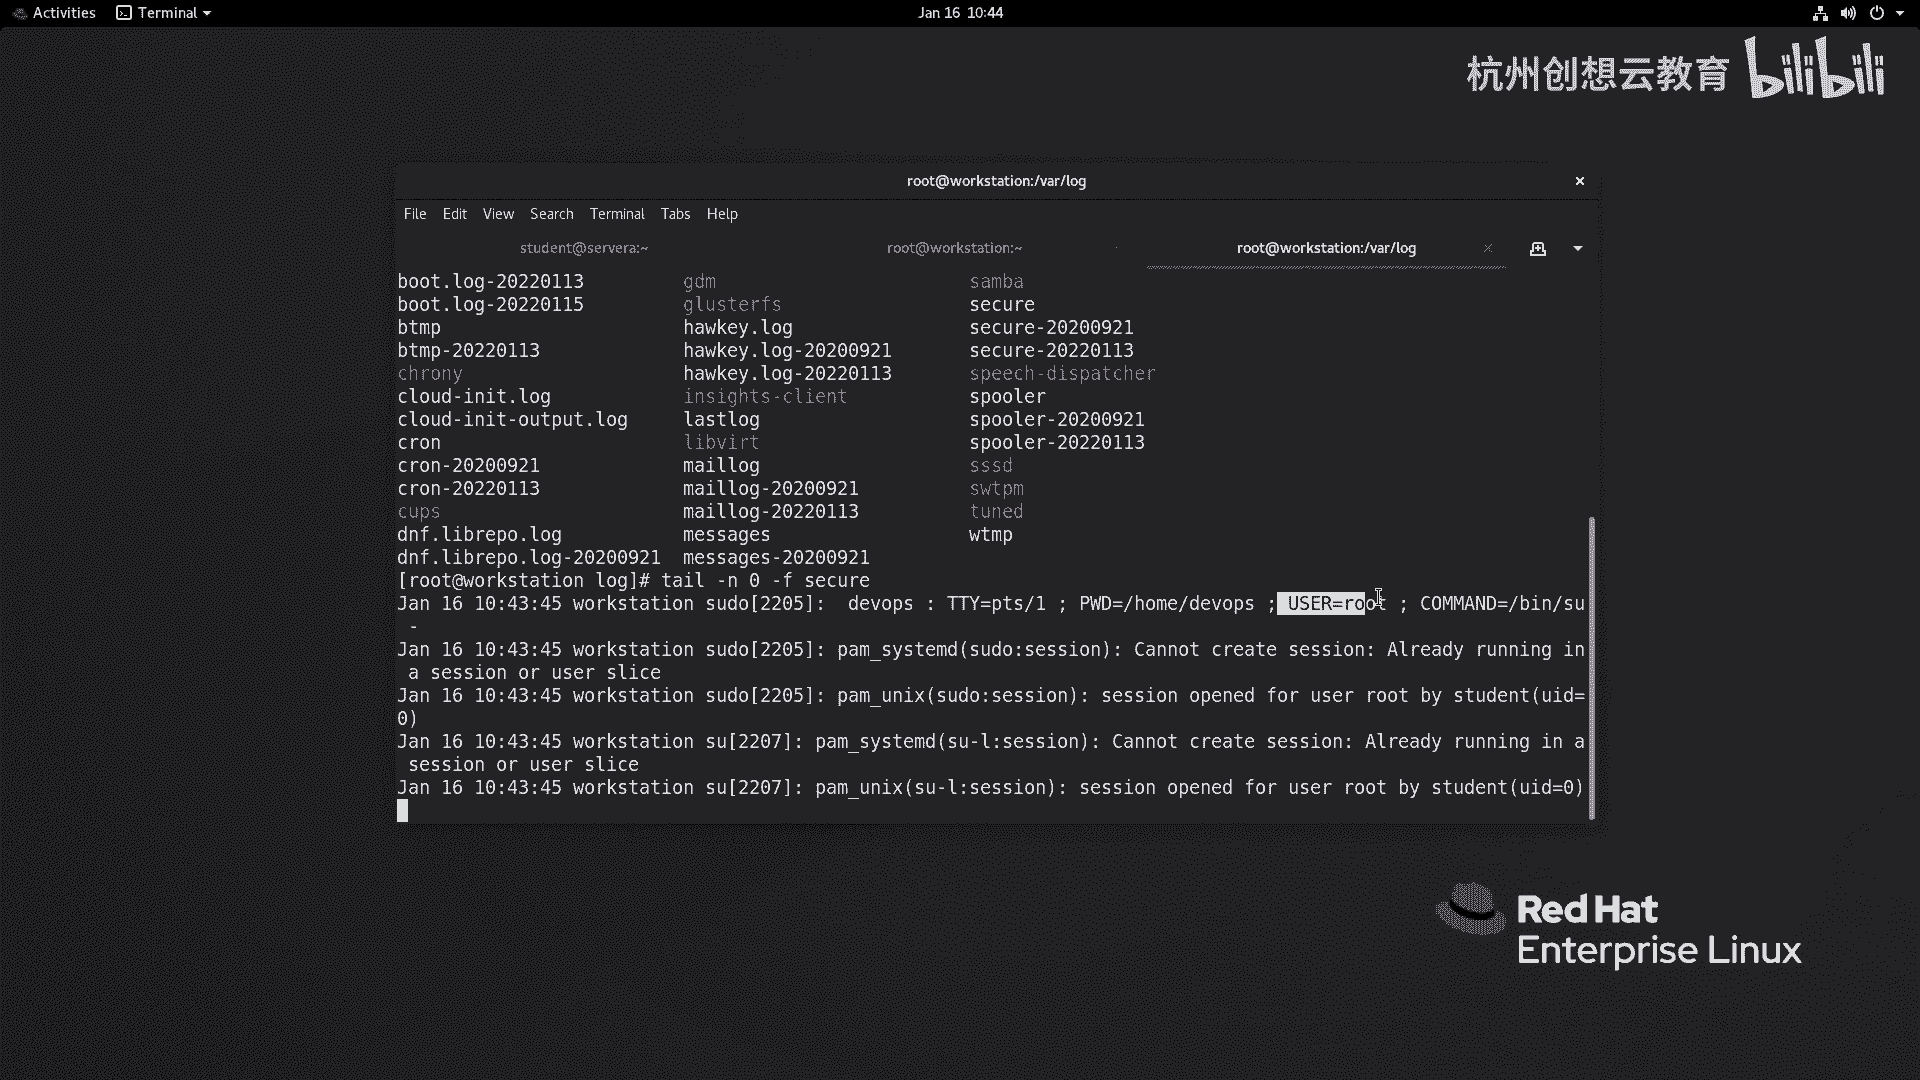 Activities Terminal Jan 16 10:44
杭州创想云教育 bilibili
root@workstation:/var/log
File Edit View Search Terminal Tabs Help
student@servera:~ root@workstation:~ root@workstation:/var/log
boot.log-20220113 gdm samba
boot.log-20220115 glusterfs secure
btmp hawkey.log secure-20200921
btmp-20220113 hawkey.log-20200921 secure-20220113
chrony hawkey.log-20220113 speech-dispatcher
cloud-init.log insights-client spooler
cloud-init-output.log lastlog spooler-20200921
cron libvirt spooler-20220113
cron-20200921 maillog sssd
cron-20220113 maillog-20200921 swtpm
cups maillog-20220113 tuned
dnf.librepo.log messages wtmp
dnf.librepo.log-20200921 messages-20200921
[root@workstation log]# tail -n 0 -f secure
Jan 16 10:43:45 workstation sudo[2205]:  devops : TTY=pts/1 ; PWD=/home/devops ; USER=root ; COMMAND=/bin/su
-
Jan 16 10:43:45 workstation sudo[2205]: pam_systemd(sudo:session): Cannot create session: Already running in
a session or user slice
Jan 16 10:43:45 workstation sudo[2205]: pam_unix(sudo:session): session opened for user root by student(uid=
0)
Jan 16 10:43:45 workstation su[2207]: pam_systemd(su-l:session): Cannot create session: Already running in a
session or user slice
Jan 16 10:43:45 workstation su[2207]: pam_unix(su-l:session): session opened for user root by student(uid=0)
Red Hat
Enterprise Linux